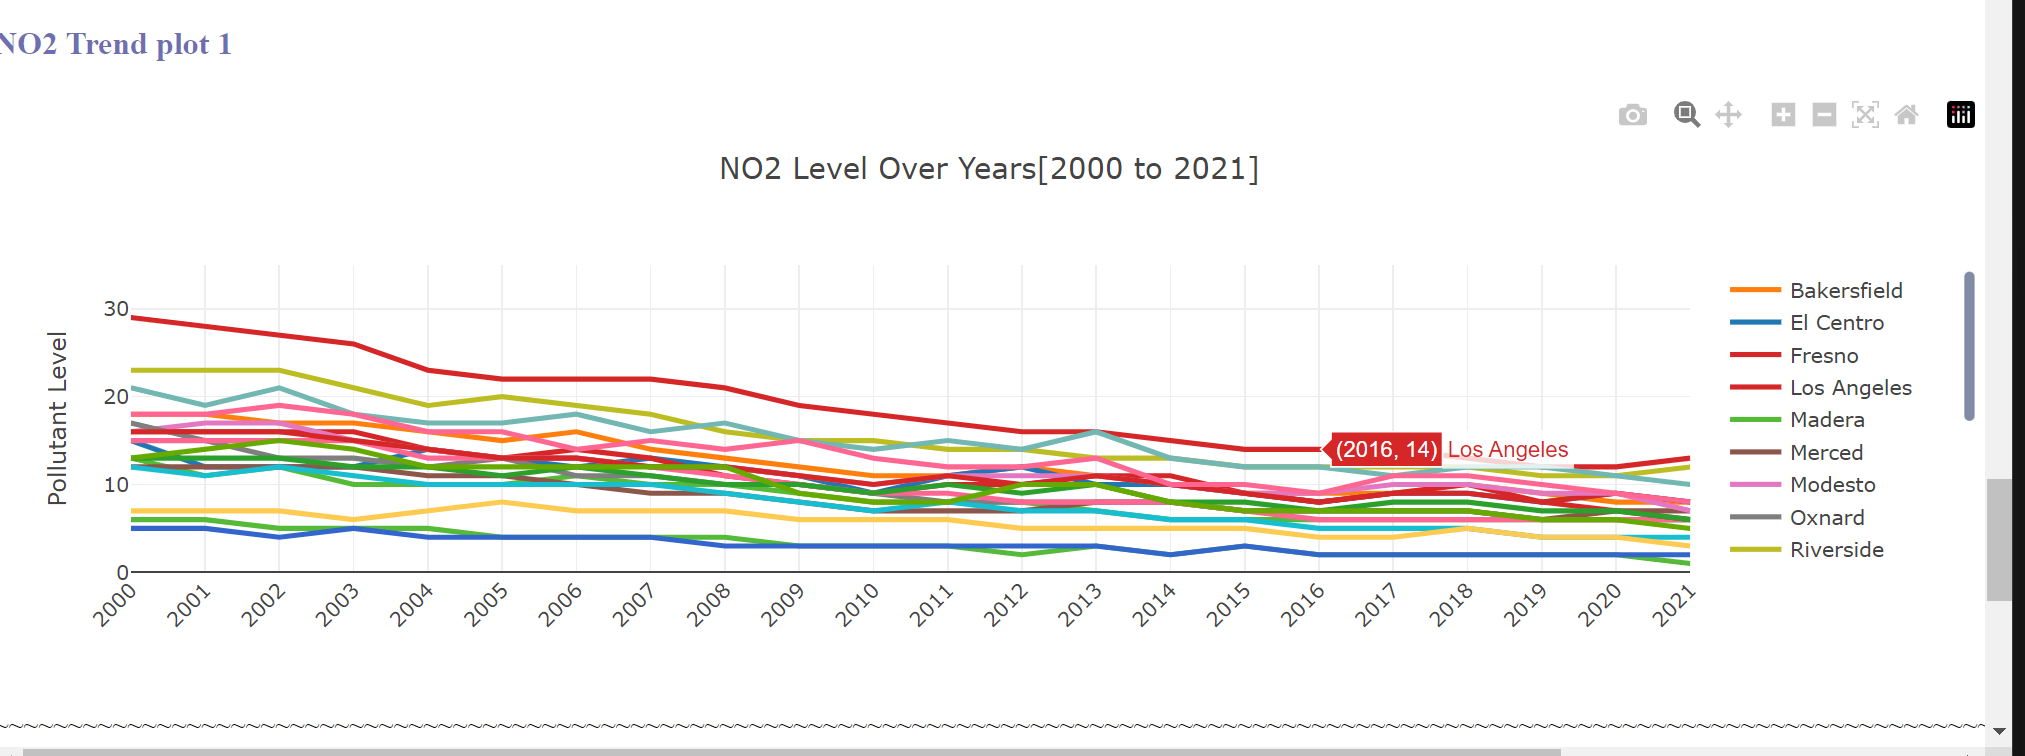 NO2 Trend plot 1
NO2 Level Over Years[2000 to 2021]
Pollutant Level
30
20
10
0
2000
2001
2002
2003
2004
2005
2006
2007
2008
2009
2010
2011
2012
2013
2014
2015
2016
2017
2018
2019
2020
2021
(2016, 14) Los Angeles
Bakersfield
El Centro
Fresno
Los Angeles
Madera
Merced
Modesto
Oxnard
Riverside